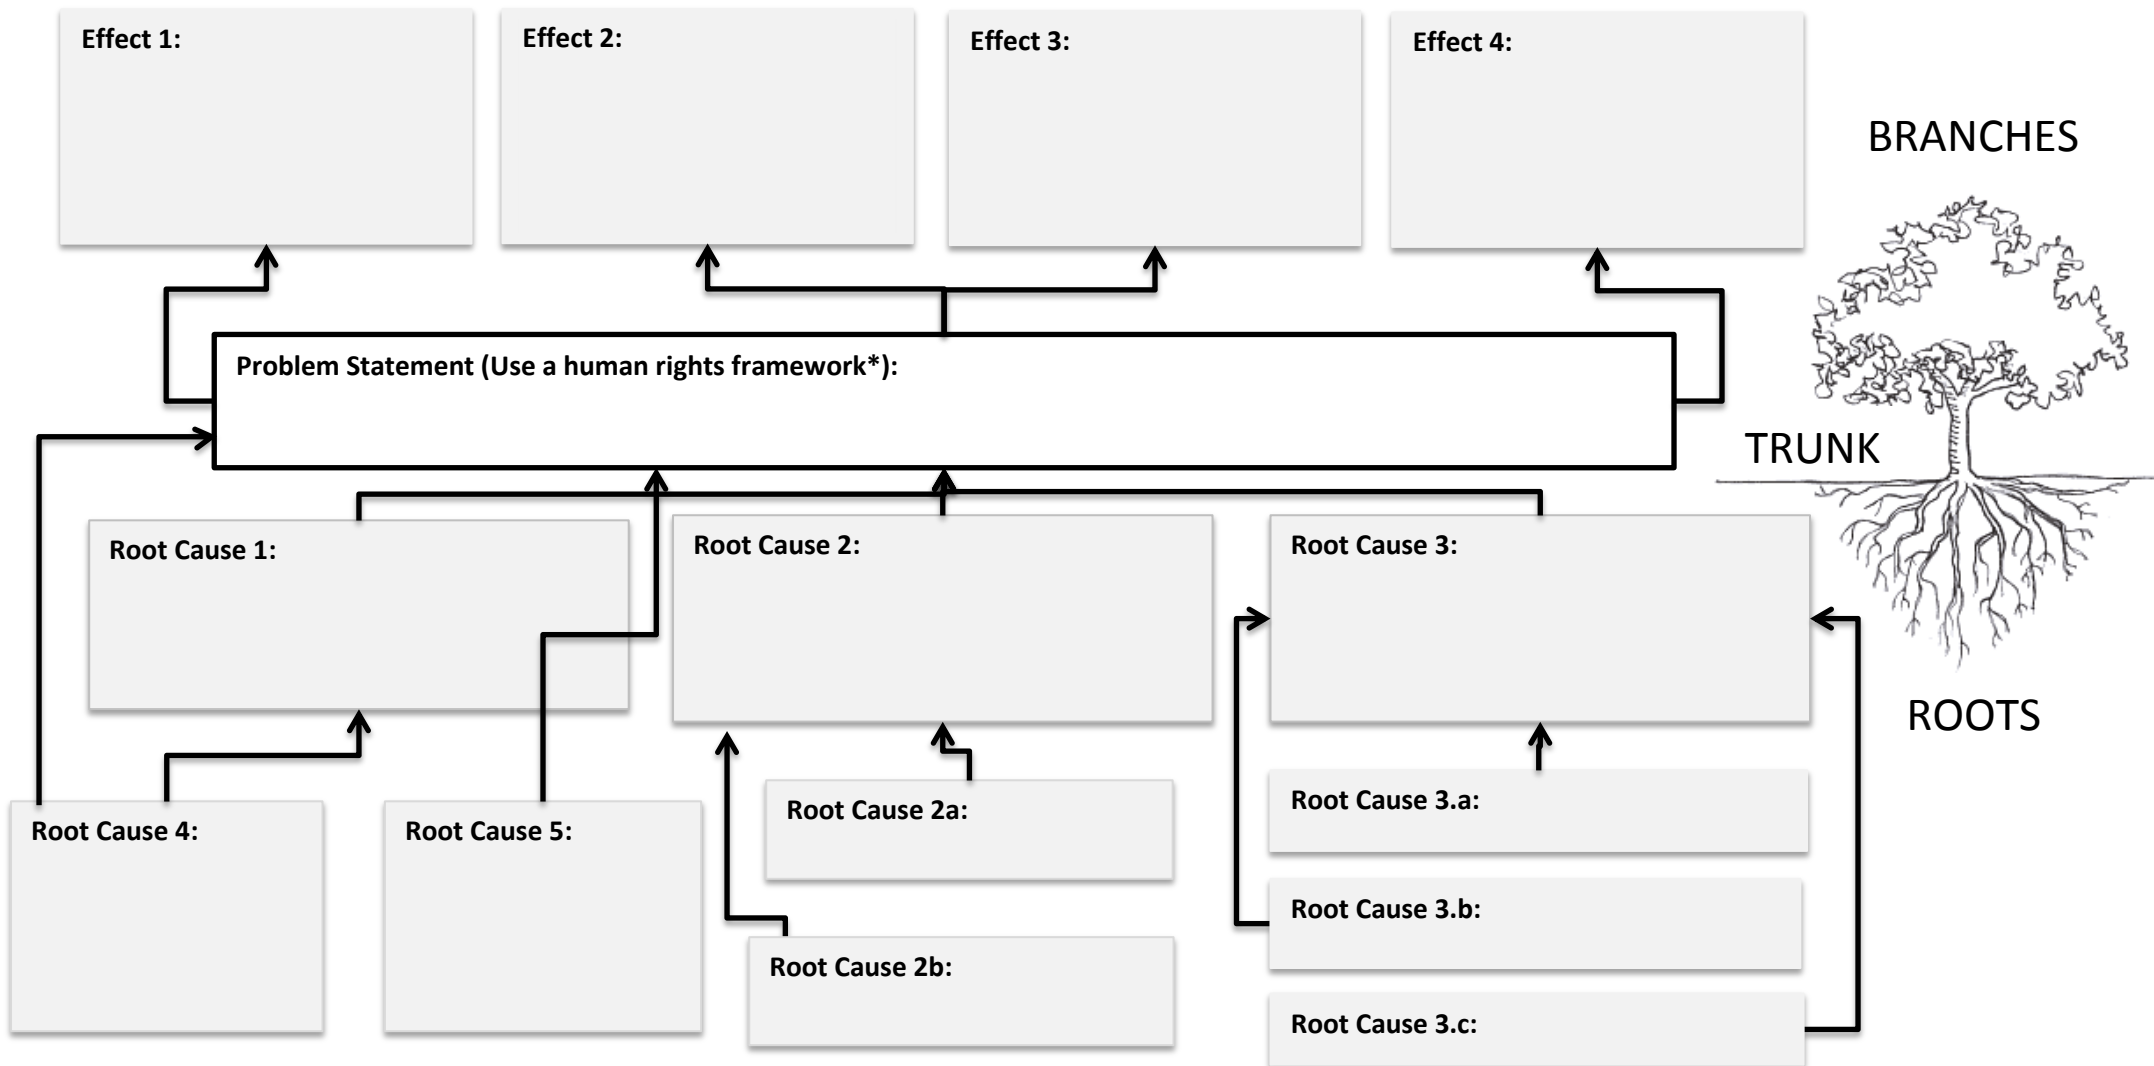 Effect 1:
Effect 2:
Effect 3:
Effect 4:
BRANCHES
Problem Statement (Use a human rights framework*):
TRUNK
Root Cause 1:
Root Cause 2:
Root Cause 3:
ROOTS
Root Cause 4:
Root Cause 5:
Root Cause 2a:
Root Cause 3.a:
Root Cause 3.b:
Root Cause 2b:
Root Cause 3.c: